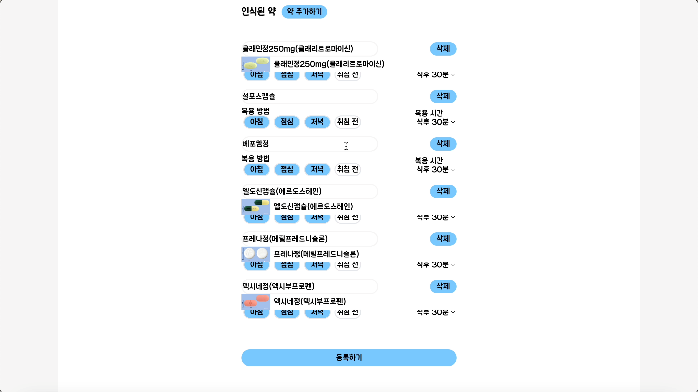 인식된 약 약 추가하기
클래민정250mg(클래리트로마이신) 삭제
클래민정250mg(클래리트로마이신)
아침 점심 저녁 취침 전 식후 30분
설포스캡슐 삭제
복용 방법 복용 시간
아침 점심 저녁 취침 전 식후 30분
베포헴정 삭제
복용 방법 복용 시간
아침 점심 저녁 취침 전 식후 30분
엘도신캡슐(에르도스테인) 삭제
엘도신캡슐(에르도스테인)
아침 점심 저녁 취침 전 식후 30분
프레나정(메틸프레드니솔론) 삭제
프레나정(메틸프레드니솔론)
아침 점심 저녁 취침 전 식후 30분
맥시네정(덱시부프로펜) 삭제
맥시네정(덱시부프로펜)
아침 점심 저녁 취침 전 식후 30분
등록하기